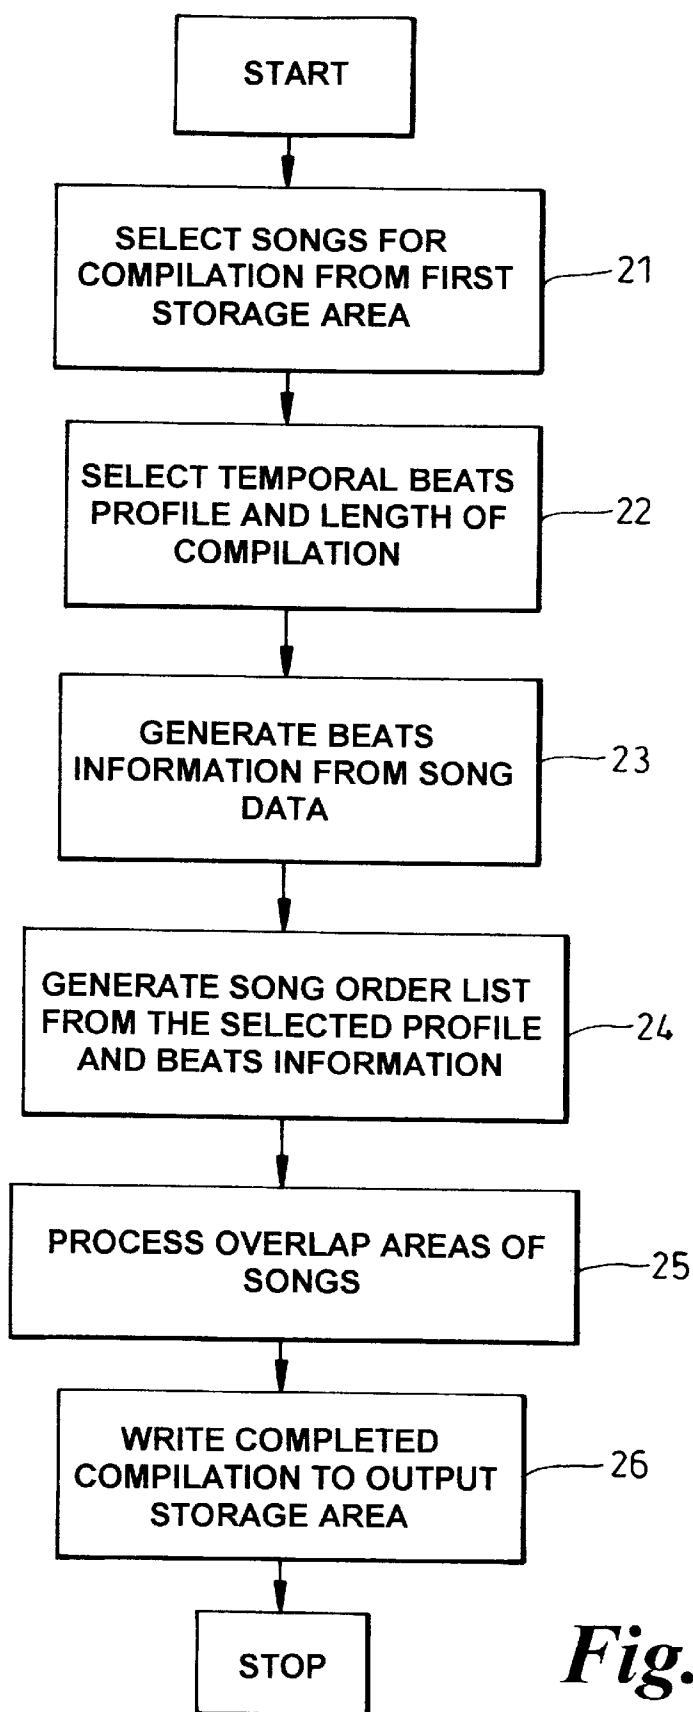 START
SELECT SONGS FOR
COMPILATION FROM FIRST
STORAGE AREA
21
SELECT TEMPORAL BEATS
PROFILE AND LENGTH OF
COMPILATION
22
GENERATE BEATS
INFORMATION FROM SONG
DATA
23
GENERATE SONG ORDER LIST
FROM THE SELECTED PROFILE
AND BEATS INFORMATION
24
PROCESS OVERLAP AREAS OF
SONGS
25
WRITE COMPLETED
COMPILATION TO OUTPUT
STORAGE AREA
26
STOP
Fig.